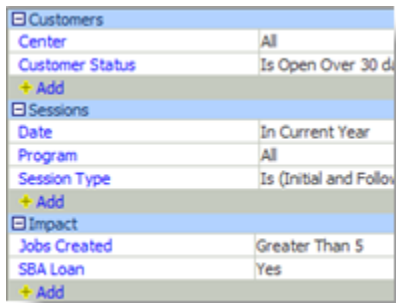 Customers
Center All
Customer Status Is Open Over 30
Add
Sessions
Date In Current Year
Program All
Session Type Is (Initial and
Add
Impact
Jobs Created Greater Than 5
SBA Loan Yes
Add